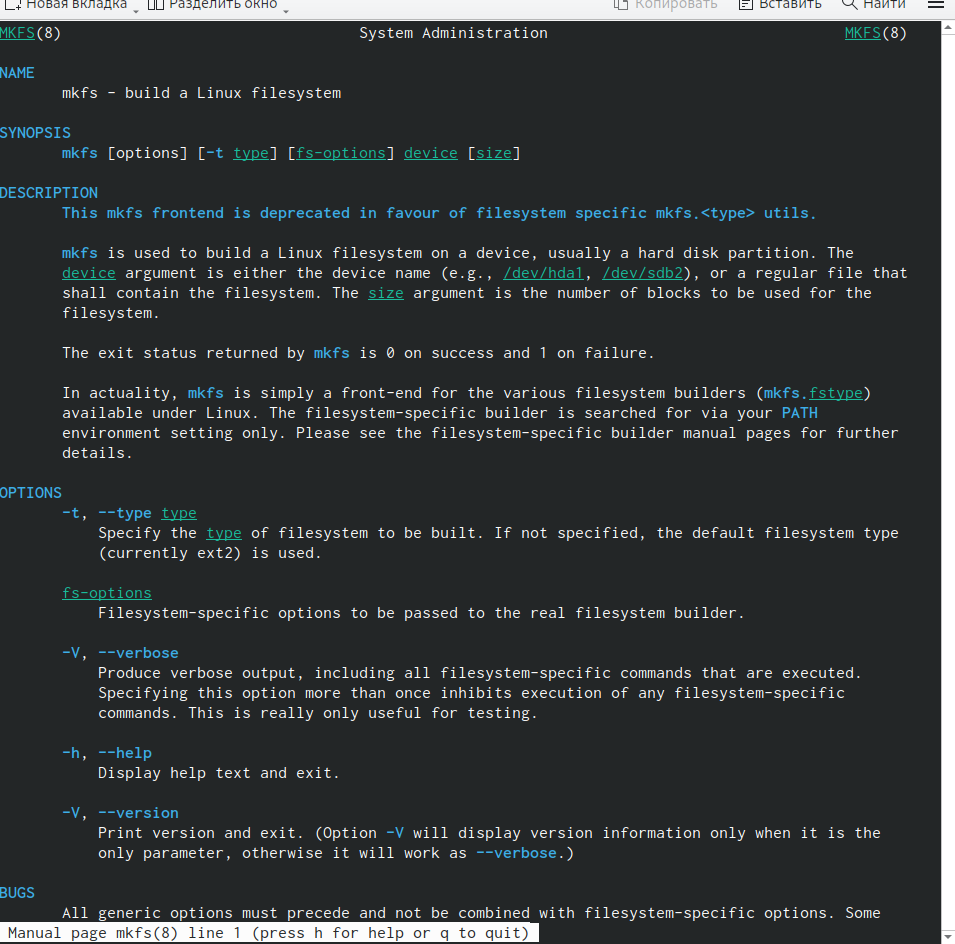 Новая вкладка Разделить окно Копировать Вставить Найти
MKFS(8) System Administration MKFS(8)
NAME
mkfs - build a Linux filesystem
SYNOPSIS
mkfs [options] [-t type] [fs-options] device [size]
DESCRIPTION
This mkfs frontend is deprecated in favour of filesystem specific mkfs.<type> utils.
mkfs is used to build a Linux filesystem on a device, usually a hard disk partition. The
device argument is either the device name (e.g., /dev/hda1, /dev/sdb2), or a regular file that
shall contain the filesystem. The size argument is the number of blocks to be used for the
filesystem.
The exit status returned by mkfs is 0 on success and 1 on failure.
In actuality, mkfs is simply a front-end for the various filesystem builders (mkfs.fstype)
available under Linux. The filesystem-specific builder is searched for via your PATH
environment setting only. Please see the filesystem-specific builder manual pages for further
details.
OPTIONS
-t, --type type
Specify the type of filesystem to be built. If not specified, the default filesystem type
(currently ext2) is used.
fs-options
Filesystem-specific options to be passed to the real filesystem builder.
-V, --verbose
Produce verbose output, including all filesystem-specific commands that are executed.
Specifying this option more than once inhibits execution of any filesystem-specific
commands. This is really only useful for testing.
-h, --help
Display help text and exit.
-V, --version
Print version and exit. (Option -V will display version information only when it is the
only parameter, otherwise it will work as --verbose.)
BUGS
All generic options must precede and not be combined with filesystem-specific options. Some
Manual page mkfs(8) line 1 (press h for help or q to quit)